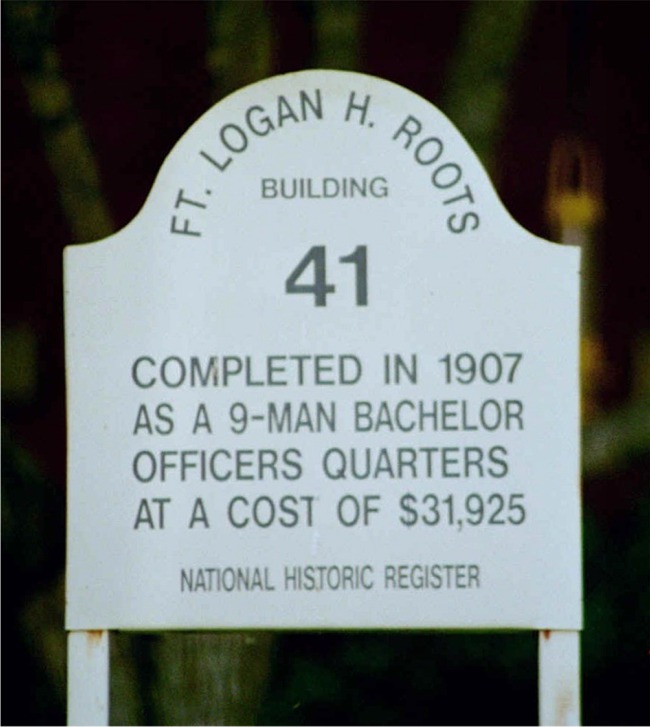 FT. LOGAN H. ROOTS
BUILDING
41
COMPLETED IN 1907
AS A 9-MAN BACHELOR
OFFICERS QUARTERS
AT A COST OF $31,925
NATIONAL HISTORIC REGISTER